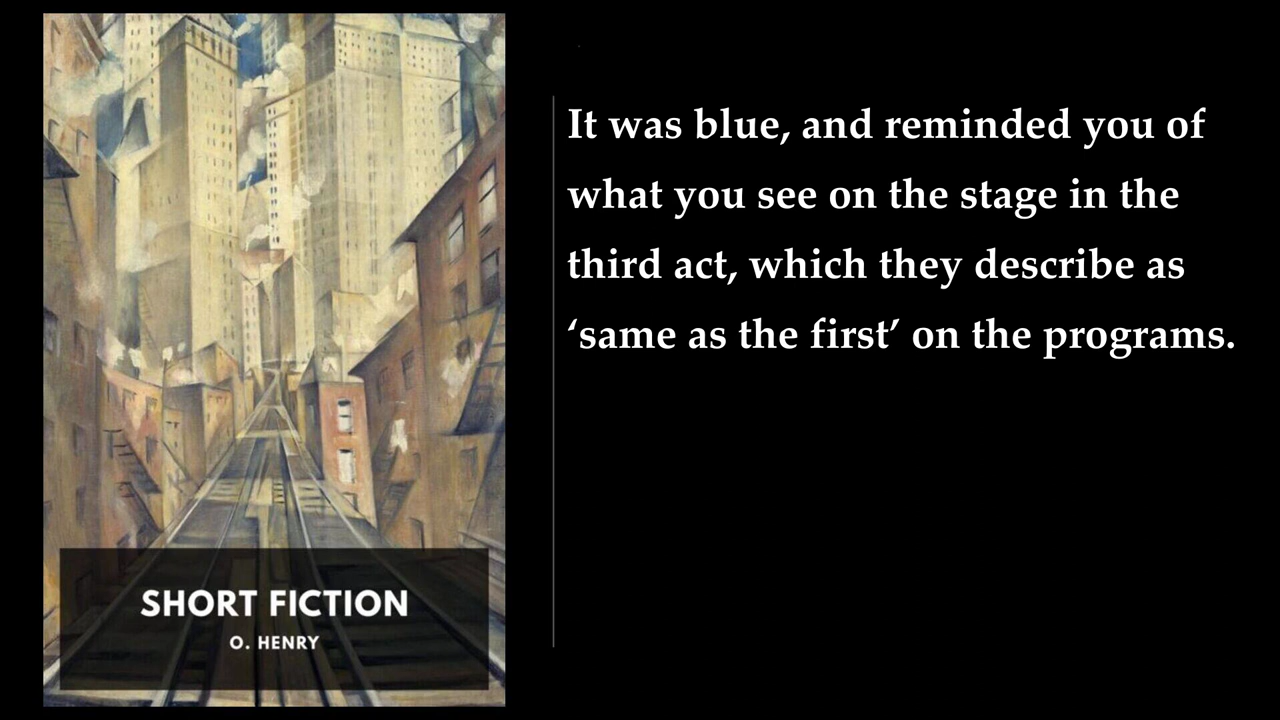 SHORT FICTION
O. HENRY
It was blue, and reminded you of
what you see on the stage in the
third act, which they describe as
‘same as the first’ on the programs.